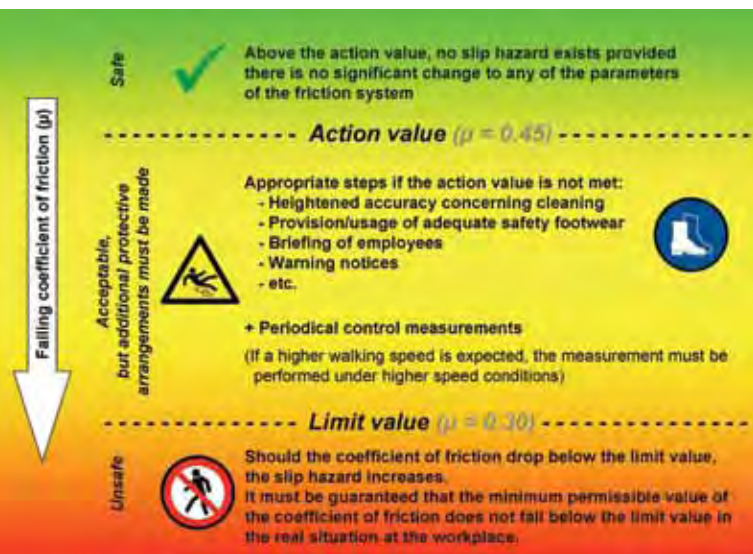 Falling coefficient of friction (µ)
Safe
Above the action value, no slip hazard exists provided
there is no significant change to any of the parameters
of the friction system
Action value (µ = 0.45)
Acceptable,
but additional protective
arrangements must be made
Appropriate steps if the action value is not met:
- Heightened accuracy concerning cleaning
- Provision/usage of adequate safety footwear
- Briefing of employees
- Warning notices
- etc.
+ Periodical control measurements
(If a higher walking speed is expected, the measurement must be
performed under higher speed conditions)
Limit value (µ = 0.30)
Unsafe
Should the coefficient of friction drop below the limit value,
the slip hazard increases.
It must be guaranteed that the minimum permissible value of
the coefficient of friction does not fall below the limit value in
the real situation at the workplace.